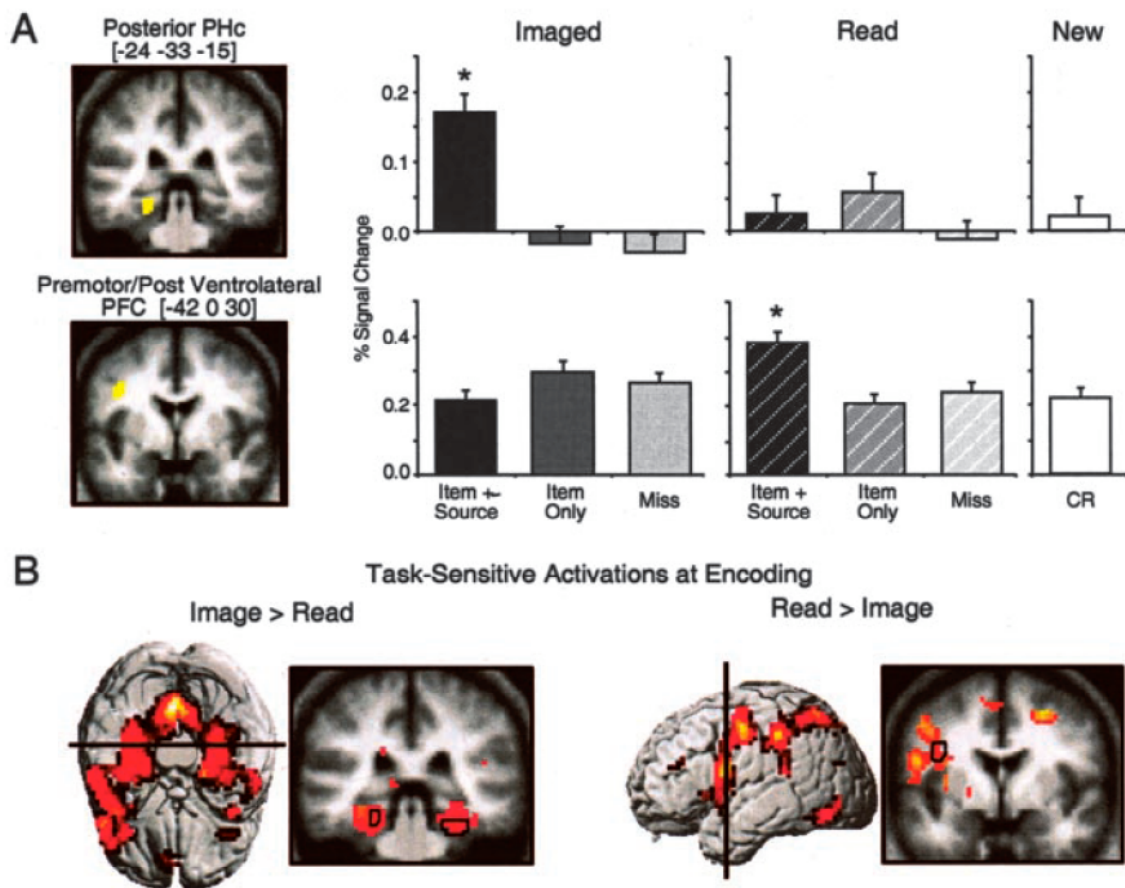 A
Posterior PHc
[-24 -33 -15]
Premotor/Post Ventrolateral
PFC [-42 0 30]
Imaged
Read
New
% Signal Change
0.2
0.1
0.0
*
0.4
0.2
0.0
*
Item +
Source
Item
Only
Miss
Item +
Source
Item
Only
Miss
CR
B
Task-Sensitive Activations at Encoding
Image > Read
Read > Image